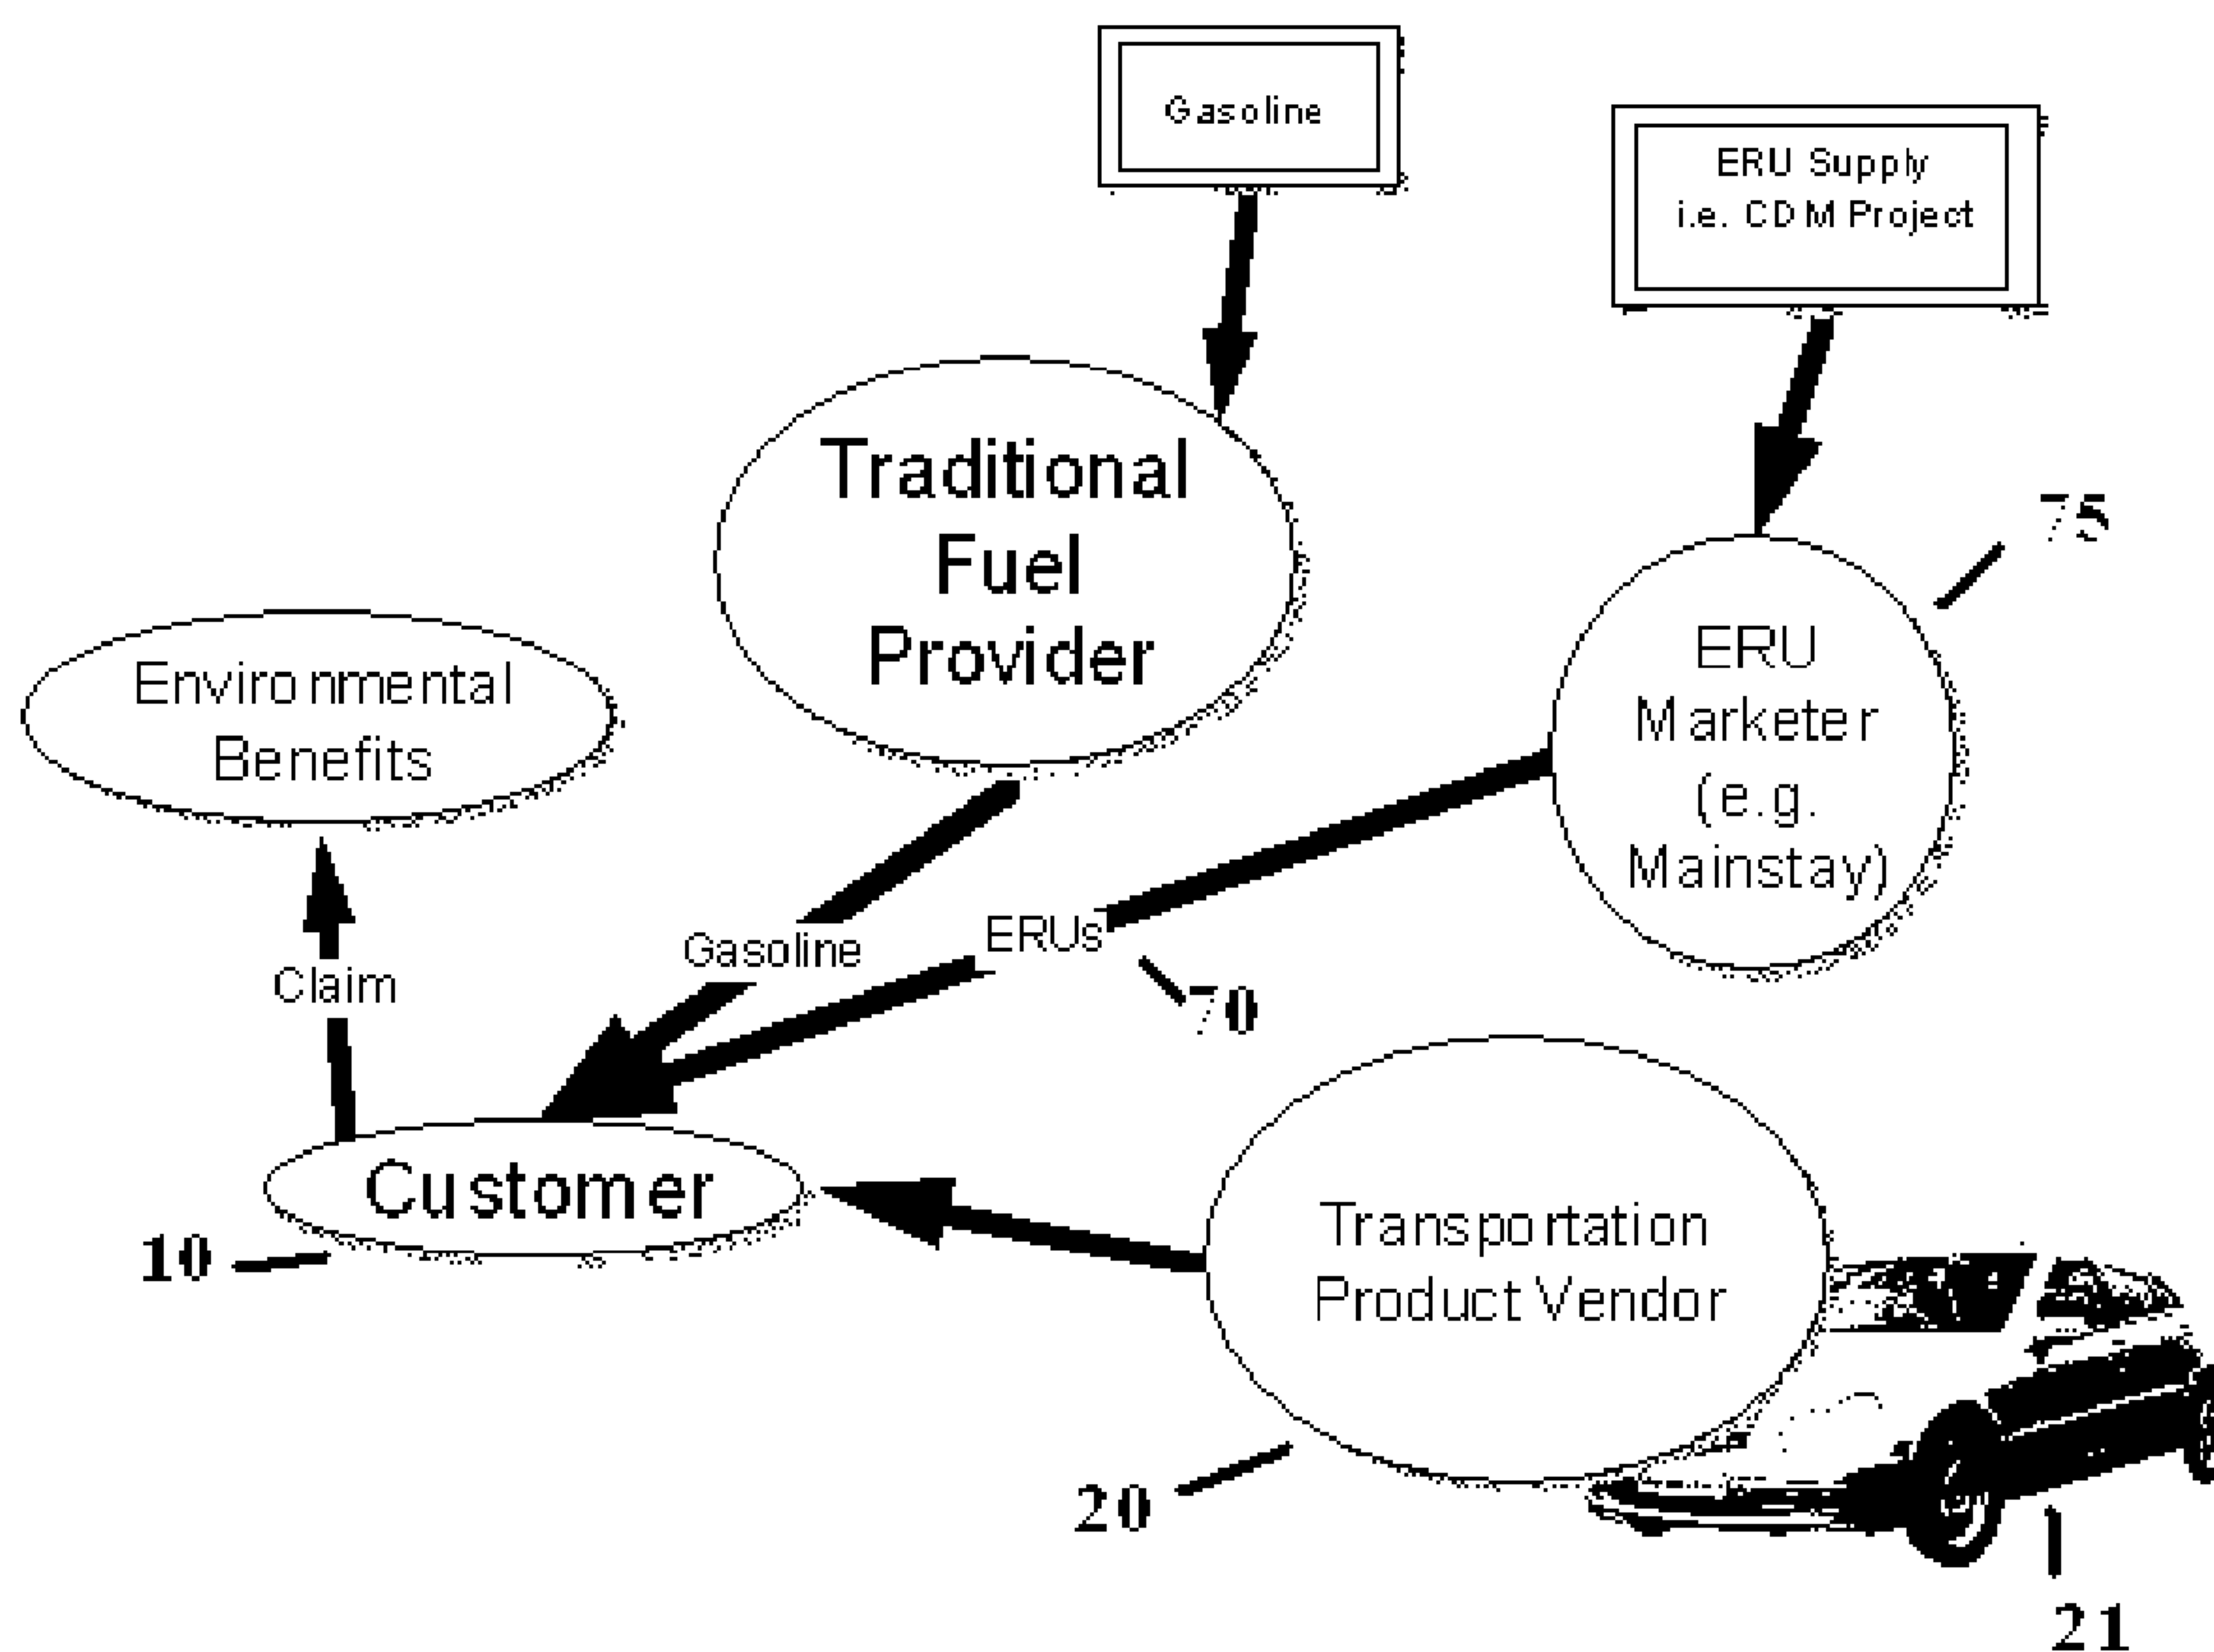 Gasoline
ERU Supply
i.e. CDM Project
Traditional
Fuel
Provider
75
ERU
Marketer
(e.g.
Mainstay)
Environmental
Benefits
Gasoline
ERUs
Claim
70
Customer
10
Transportation
Product Vendor
20
21